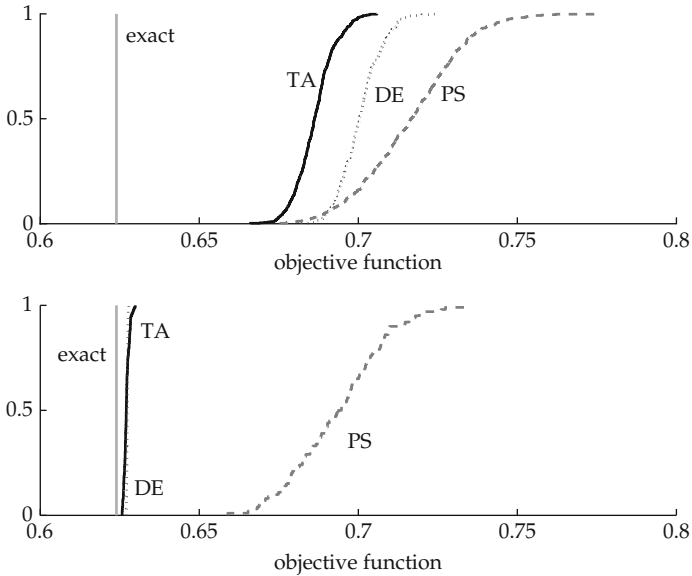 1
exact
TA
DE
PS
0.5
0
0.6
0.65
0.7
0.75
0.8
objective function
1
TA
exact
0.5
PS
DE
0
0.6
0.65
0.7
0.75
0.8
objective function